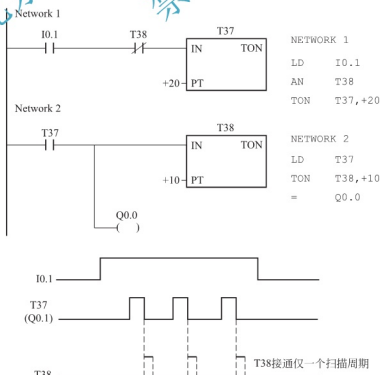 Network 1
I0.1
T38
T37
IN TON
+20 PT
NETWORK 1
LD I0.1
AN T38
TON T37,+20
Network 2
T37
T38
IN TON
+10 PT
Q0.0
( )
NETWORK 2
LD T37
TON T38,+10
= Q0.0
I0.1
T37
(Q0.1)
T38接通仅一个扫描周期
T38